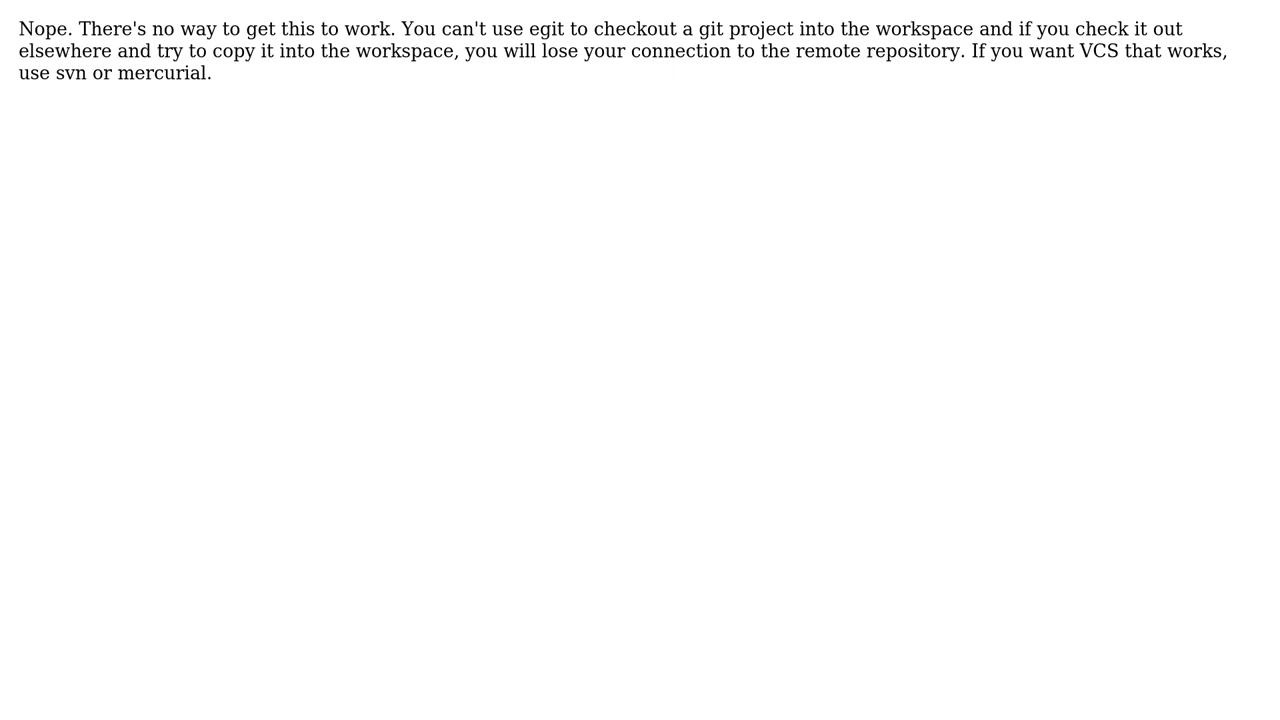 Nope. There's no way to get this to work. You can't use egit to checkout a git project into the workspace and if you check it out
elsewhere and try to copy it into the workspace, you will lose your connection to the remote repository. If you want VCS that works,
use svn or mercurial.